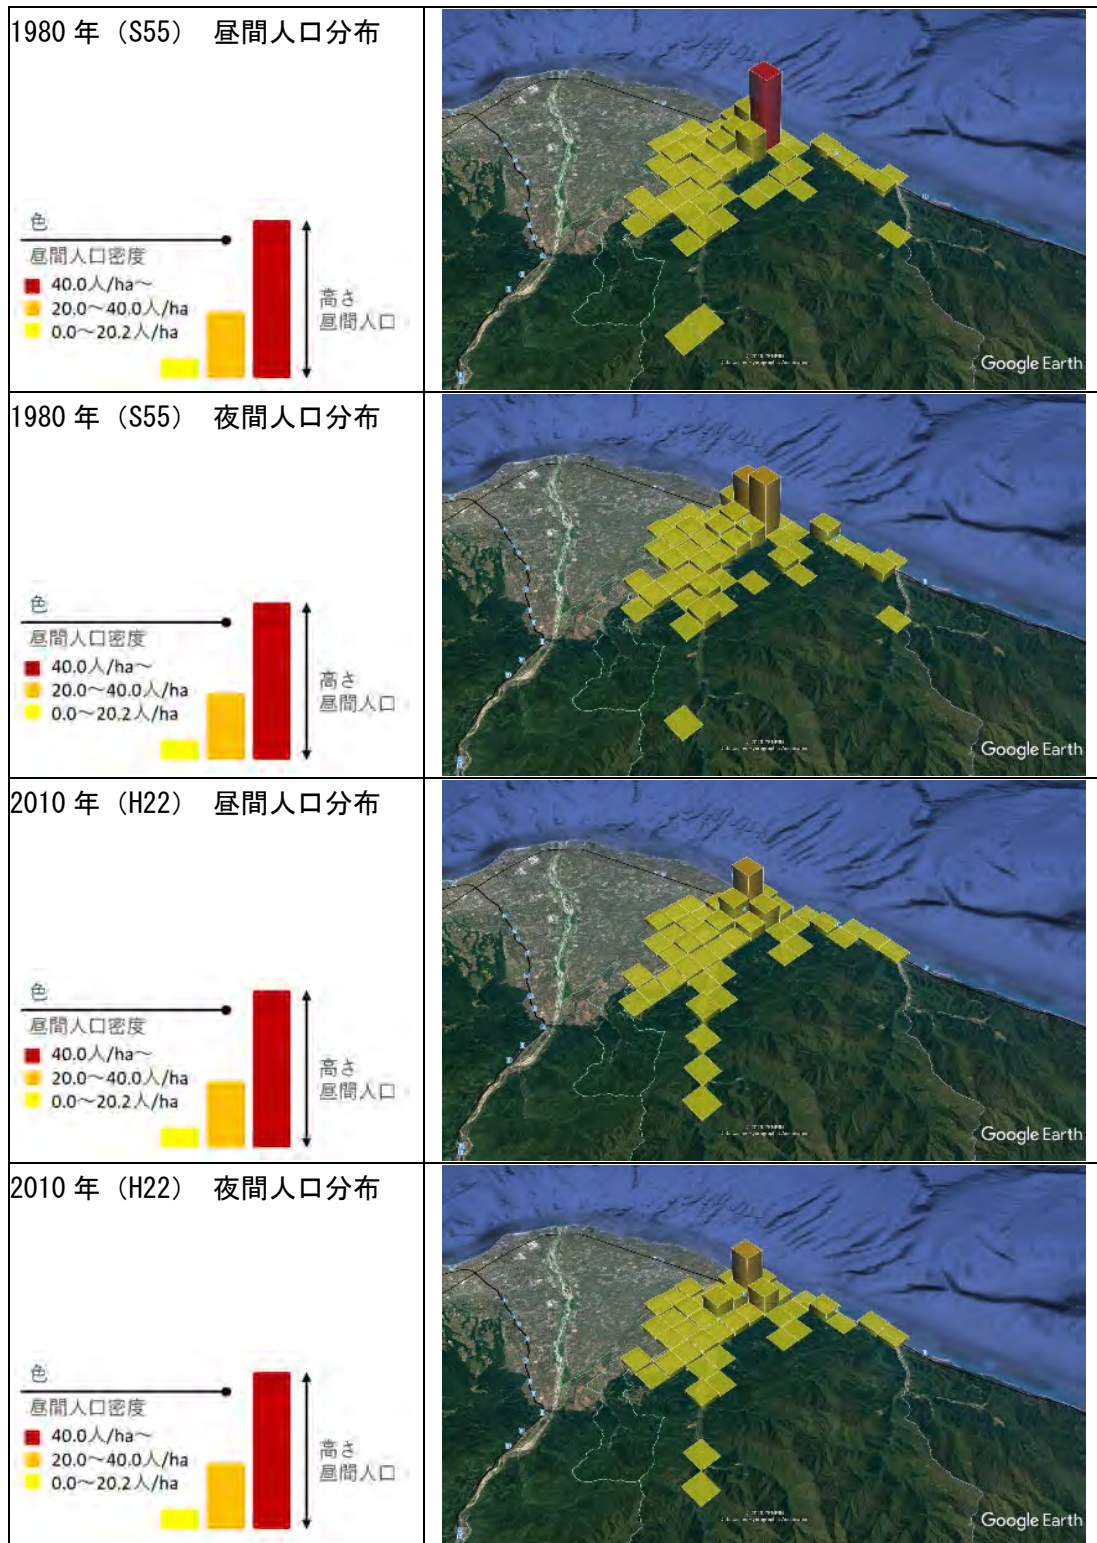 1980 年（S55） 昼間人口分布
色
昼間人口密度
40.0人/ha～
20.0～40.0人/ha
0.0～20.2人/ha
高さ
昼間人口
Google Earth
1980 年（S55） 夜間人口分布
色
昼間人口密度
40.0人/ha～
20.0～40.0人/ha
0.0～20.2人/ha
高さ
昼間人口
Google Earth
2010 年（H22） 昼間人口分布
色
昼間人口密度
40.0人/ha～
20.0～40.0人/ha
0.0～20.2人/ha
高さ
昼間人口
Google Earth
2010 年（H22） 夜間人口分布
色
昼間人口密度
40.0人/ha～
20.0～40.0人/ha
0.0～20.2人/ha
高さ
昼間人口
Google Earth